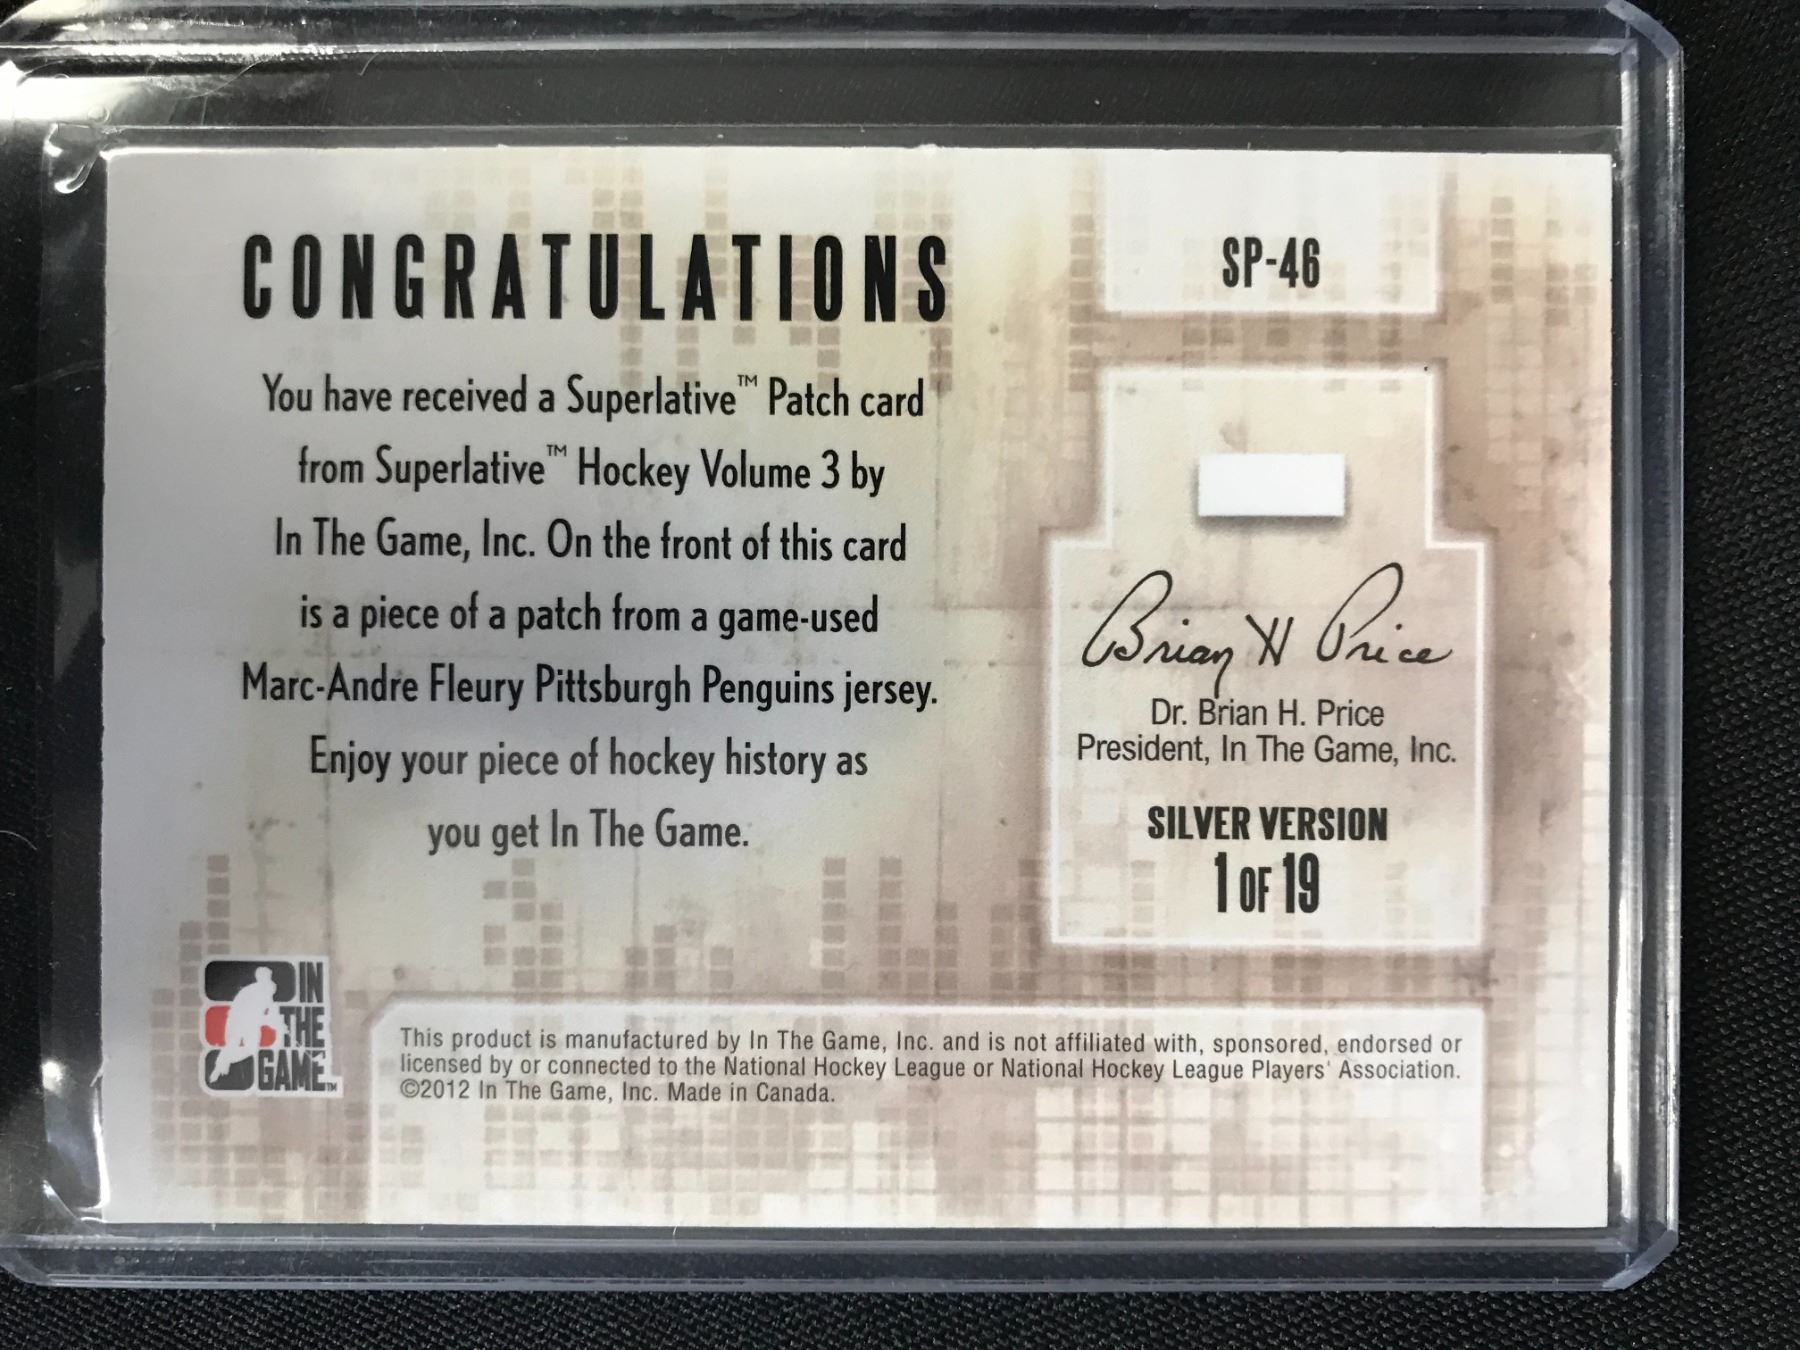 CONGRATULATIONS
You have received a Superlative™ Patch card
from Superlative™ Hockey Volume 3 by
In The Game, Inc. On the front of this card
is a piece of a patch from a game-used
Marc-Andre Fleury Pittsburgh Penguins jersey.
Enjoy your piece of hockey history as
you get In The Game.
SP-46
Brian H Price
Dr. Brian H. Price
President, In The Game, Inc.
SILVER VERSION
1 OF 19
IN
THE
GAME™
This product is manufactured by In The Game, Inc. and is not affiliated with, sponsored, endorsed or
licensed by or connected to the National Hockey League or National Hockey League Players' Association.
©2012 In The Game, Inc. Made in Canada.